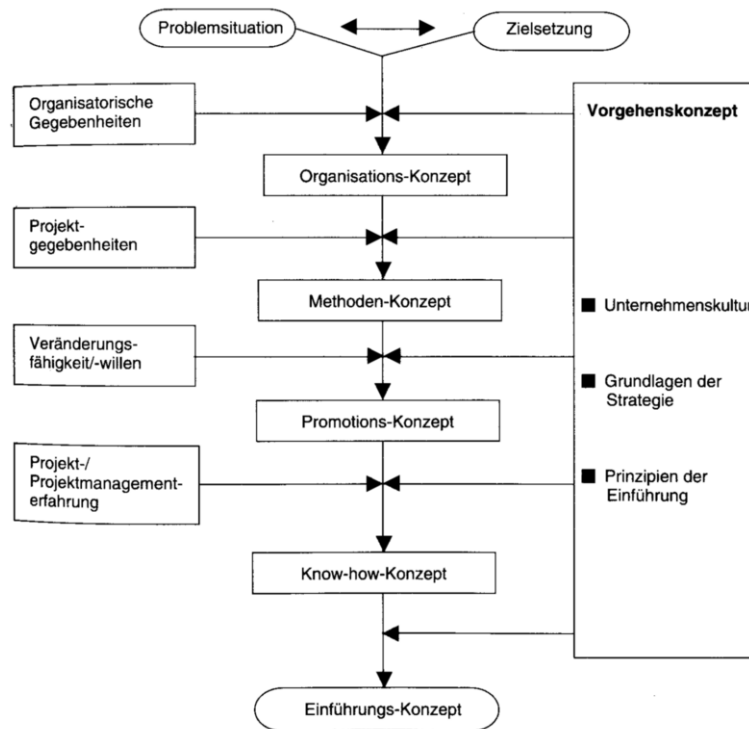 Problemsituation
Zielsetzung
Organisatorische
Gegebenheiten
Vorgehenskonzept
Organisations-Konzept
Projekt-
gegebenheiten
Methoden-Konzept
Unternehmenskultur
Veränderungs-
fähigkeit/-willen
Grundlagen der
Strategie
Promotions-Konzept
Projekt-/
Projektmanagement-
erfahrung
Prinzipien der
Einführung
Know-how-Konzept
Einführungs-Konzept